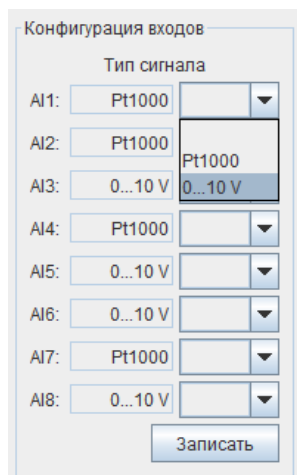 Конфигурация входов
Тип сигнала
AI1: Pt1000
AI2: Pt1000
Pt1000
AI3: 0...10 V 0...10 V
AI4: Pt1000
AI5: 0...10 V
AI6: 0...10 V
AI7: Pt1000
AI8: 0...10 V
Записать